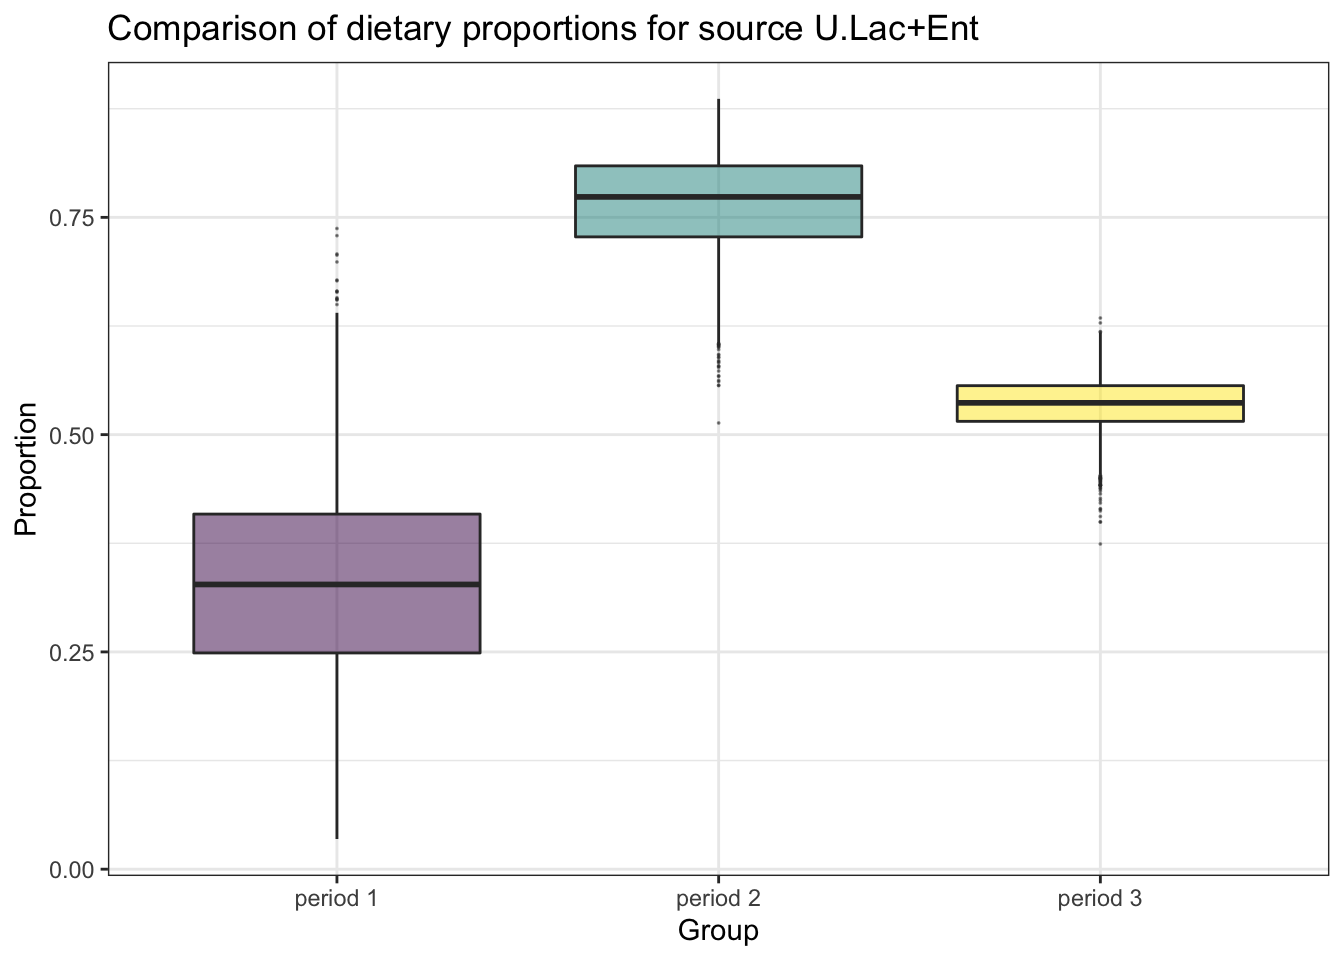 Comparison of dietary proportions for source U.Lac+Ent
Proportion
0.75
0.50
0.25
0.00
period 1
period 2
period 3
Group